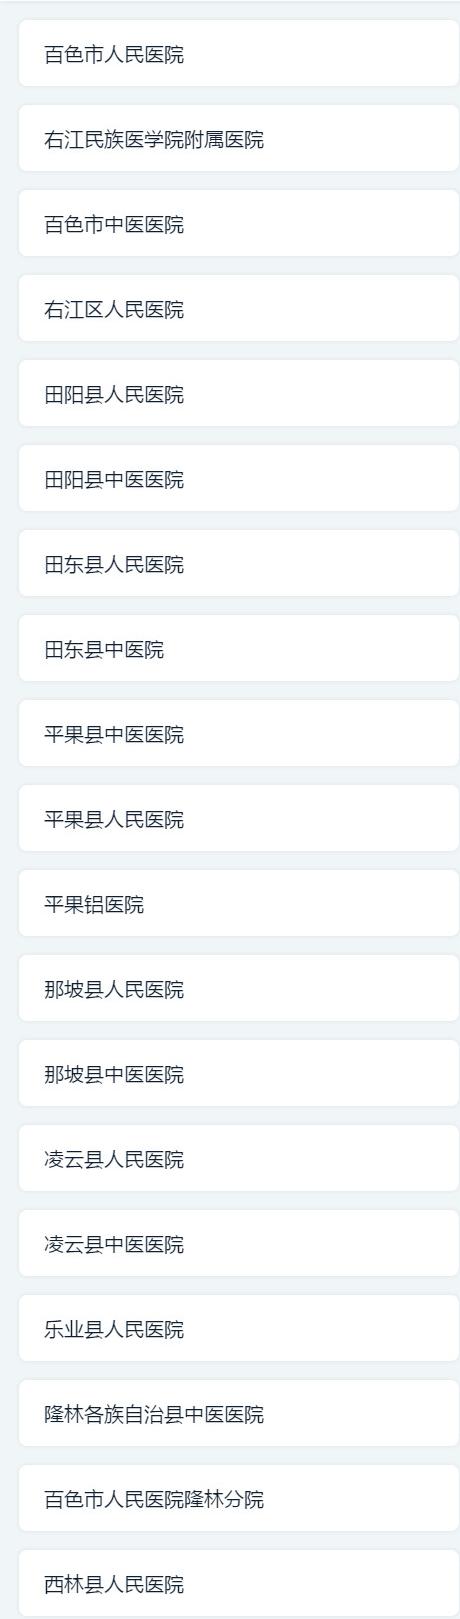 百色市人民医院
右江民族医学院附属医院
百色市中医医院
右江区人民医院
田阳县人民医院
田阳县中医医院
田东县人民医院
田东县中医院
平果县中医医院
平果县人民医院
平果铝医院
那坡县人民医院
那坡县中医医院
凌云县人民医院
凌云县中医医院
乐业县人民医院
隆林各族自治县中医医院
百色市人民医院隆林分院
西林县人民医院